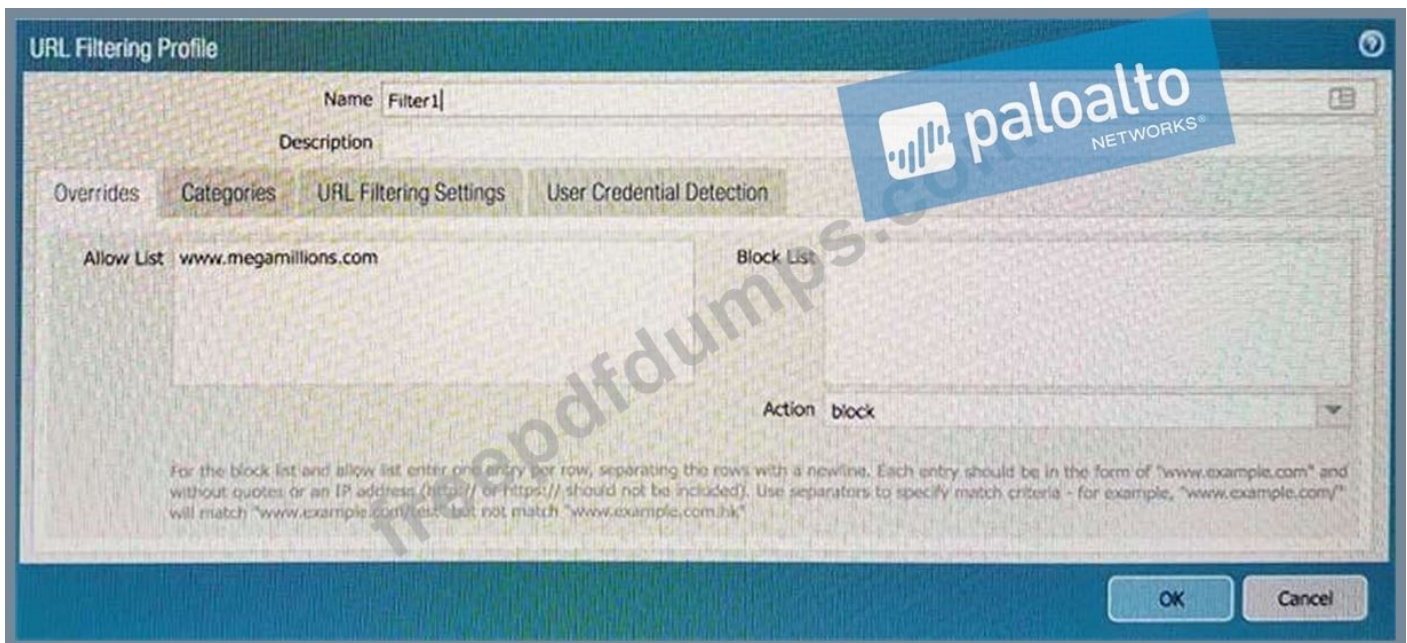 URL Filtering Profile
Name Filter1
Description
paloalto
NETWORKS®
Overrides Categories URL Filtering Settings User Credential Detection
Allow List www.megamillions.com
Block List
Action block
For the block list and allow list enter one entry per row, separating the rows with a newline. Each entry should be in the form of "www.example.com" and
without quotes or an IP address (http:// or https:// should not be included). Use separators to specify match criteria - for example, "www.example.com/"
will match "www.example.com/test" but not match "www.example.com.hk"
OK Cancel
freepdfdumps.com